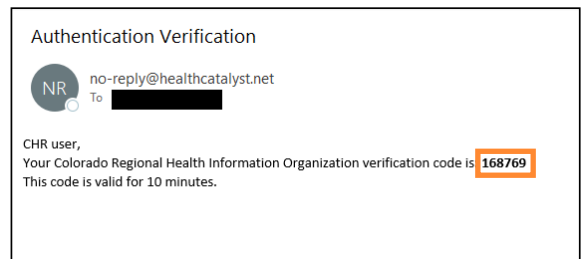 Authentication Verification
NR
no-reply@healthcatalyst.net
To
CHR user,
Your Colorado Regional Health Information Organization verification code is 168769
This code is valid for 10 minutes.